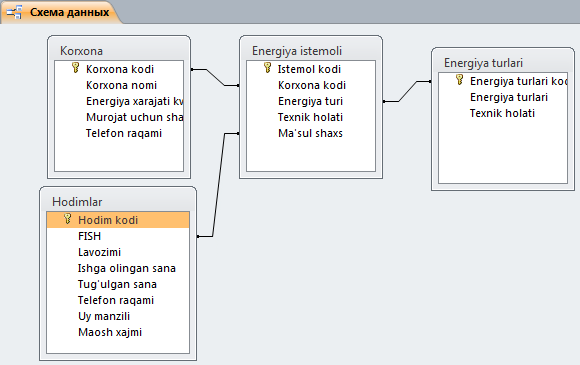 Схема данных
Korxona
Korxona kodi
Korxona nomi
Energiya xarajati kv
Murojat uchun sha
Telefon raqami
Energiya istemoli
Istemol kodi
Korxona kodi
Energiya turi
Texnik holati
Ma'sul shaxs
Energiya turlari
Energiya turlari kod
Energiya turlari
Texnik holati
Hodimlar
Hodim kodi
FISH
Lavozimi
Ishga olingan sana
Tug'ulgan sana
Telefon raqami
Uy manzili
Maosh xajmi